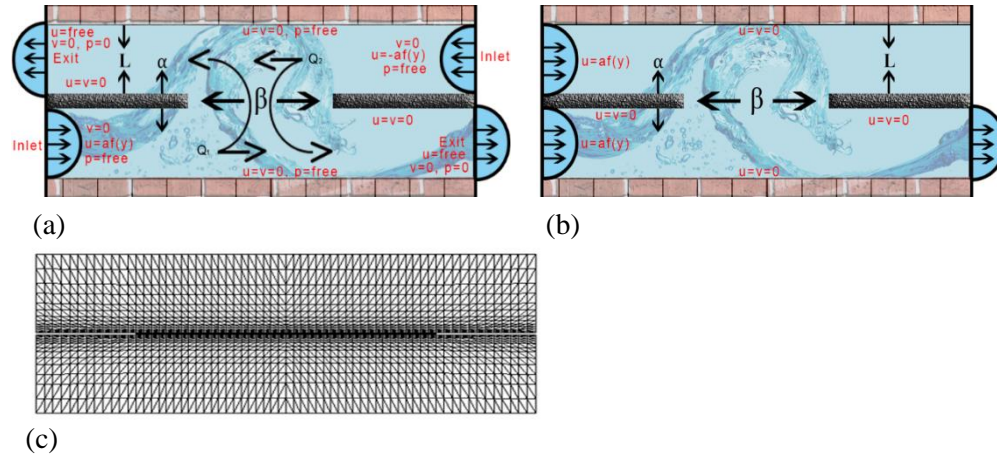 u=free
v=0, p=0
Exit
u=v=0, p=free
v=0
u=-af(y)
p=free
Inlet
L
α
Q₂
u=v=0
β
u=v=0
Inlet
v=0
u=af(y)
p=free
Q₁
u=v=0, p=free
Exit
u=free
v=0, p=0
(a)
u=v=0
u=af(y)
α
L
β
u=v=0
u=v=0
u=af(y)
u=v=0
(b)
(c)